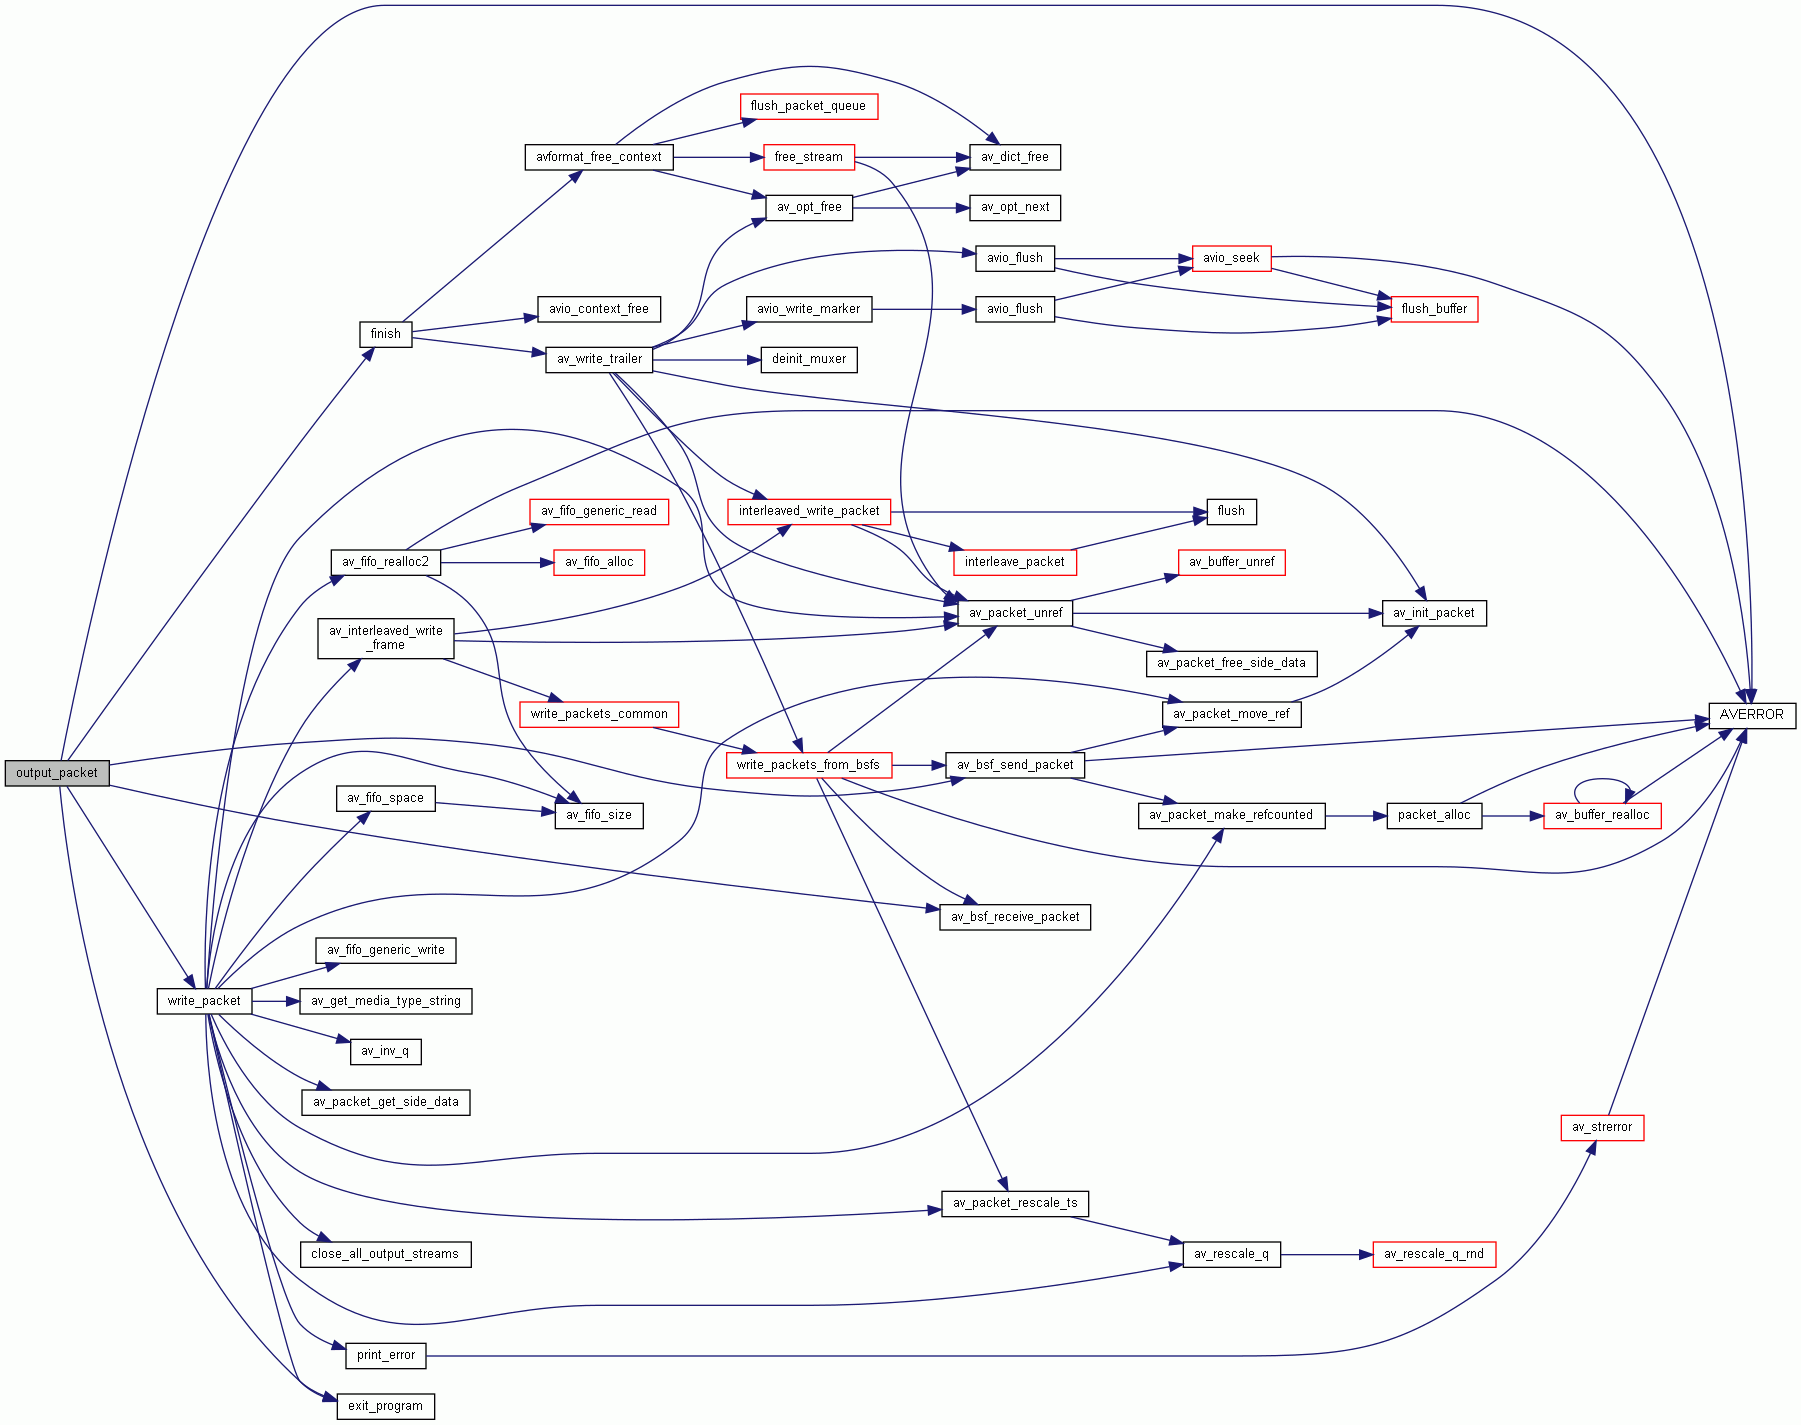 flush_packet_queue
avformat_free_context
free_stream
av_dict_free
av_opt_free
av_opt_next
avio_flush
avio_seek
avio_context_free
avio_write_marker
avio_flush
flush_buffer
finish
av_write_trailer
deinit_muxer
av_fifo_generic_read
interleaved_write_packet
flush
av_fifo_realloc2
av_fifo_alloc
interleave_packet
av_buffer_unref
av_packet_unref
av_init_packet
av_interleaved_write
_frame
av_packet_free_side_data
write_packets_common
av_packet_move_ref
AVERROR
output_packet
write_packets_from_bsfs
av_bsf_send_packet
av_fifo_space
av_fifo_size
av_packet_make_refcounted
packet_alloc
av_buffer_realloc
av_bsf_receive_packet
av_fifo_generic_write
write_packet
av_get_media_type_string
av_inv_q
av_packet_get_side_data
av_strerror
av_packet_rescale_ts
close_all_output_streams
av_rescale_q
av_rescale_q_rnd
print_error
exit_program